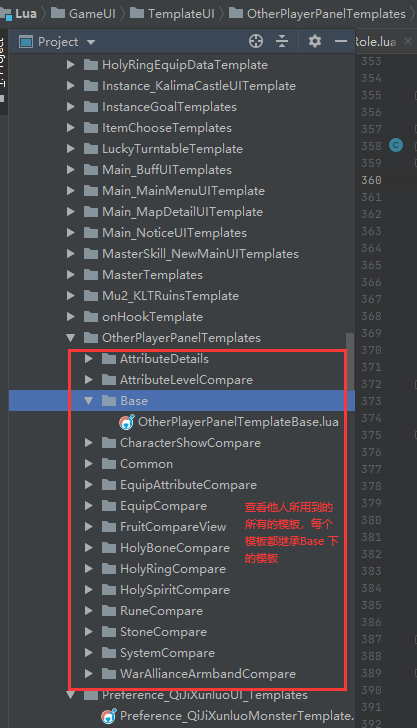 Lua > GameUI > TemplateUI > OtherPlayerPanelTemplates
Project
Role.lua
HolyRingEquipDataTemplate
353
Instance_KalimaCastleUITemplate
InstanceGoalTemplates
355
ItemChooseTemplates
356
LuckyTurntableTemplate
358
Main_BuffUITemplates
359
Main_MainMenuUITemplate
360
361
Main_MapDetailUITemplate
362
Main_NoticeUITemplates
363
MasterSkill_NewMainUITemplates
364
365
MasterTemplates
366
Mu2_KLTRuinsTemplate
367
onHookTemplate
368
OtherPlayerPanelTemplates
369
370
AttributeDetails
371
AttributeLevelCompare
372
Base
373
374
OtherPlayerPanelTemplateBase.lua
375
CharacterShowCompare
376
Common
377
EquipAttributeCompare
378
379
EquipCompare
380
FruitCompareView
381
HolyBoneCompare
382
HolyRingCompare
383
384
HolySpiritCompare
385
RuneCompare
386
StoneCompare
387
SystemCompare
388
389
WarAllianceArmbandCompare
390
查看他人所用到的
所有的模板，每个
模板都继承Base 下
的模板
Preference_QiJiXunluoUI_Templates
391
Preference_QiJiXunluoMonsterTemplate.
392